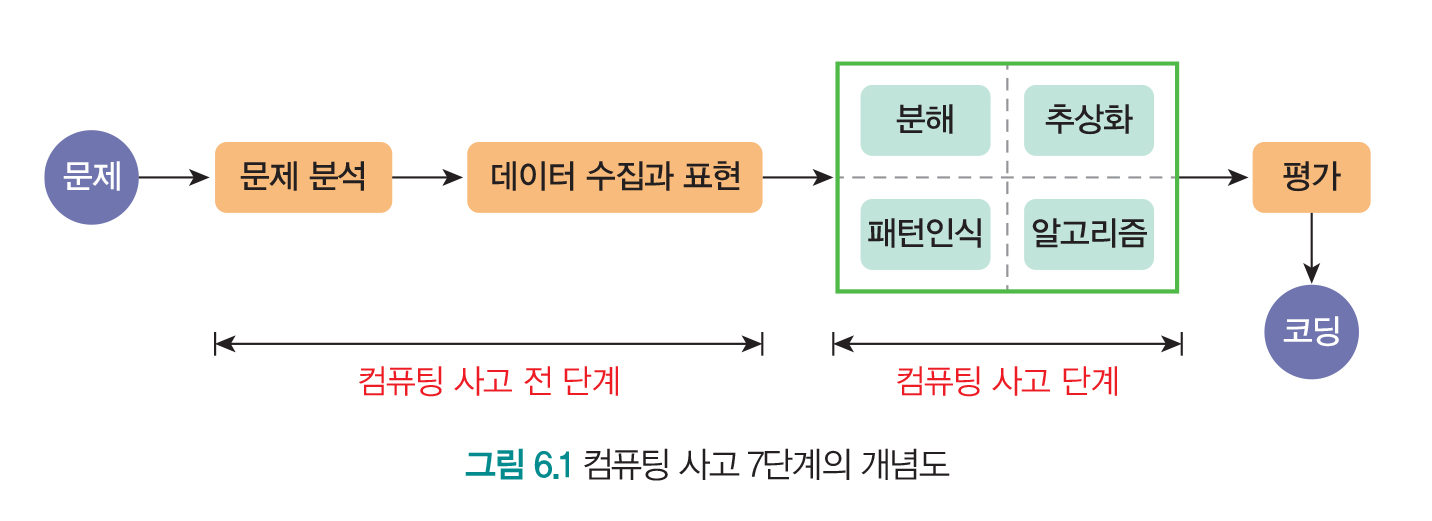 문제
문제 분석
데이터 수집과 표현
분해
추상화
패턴인식
알고리즘
평가
코딩
컴퓨팅 사고 전 단계
컴퓨팅 사고 단계
그림 6.1 컴퓨팅 사고 7단계의 개념도